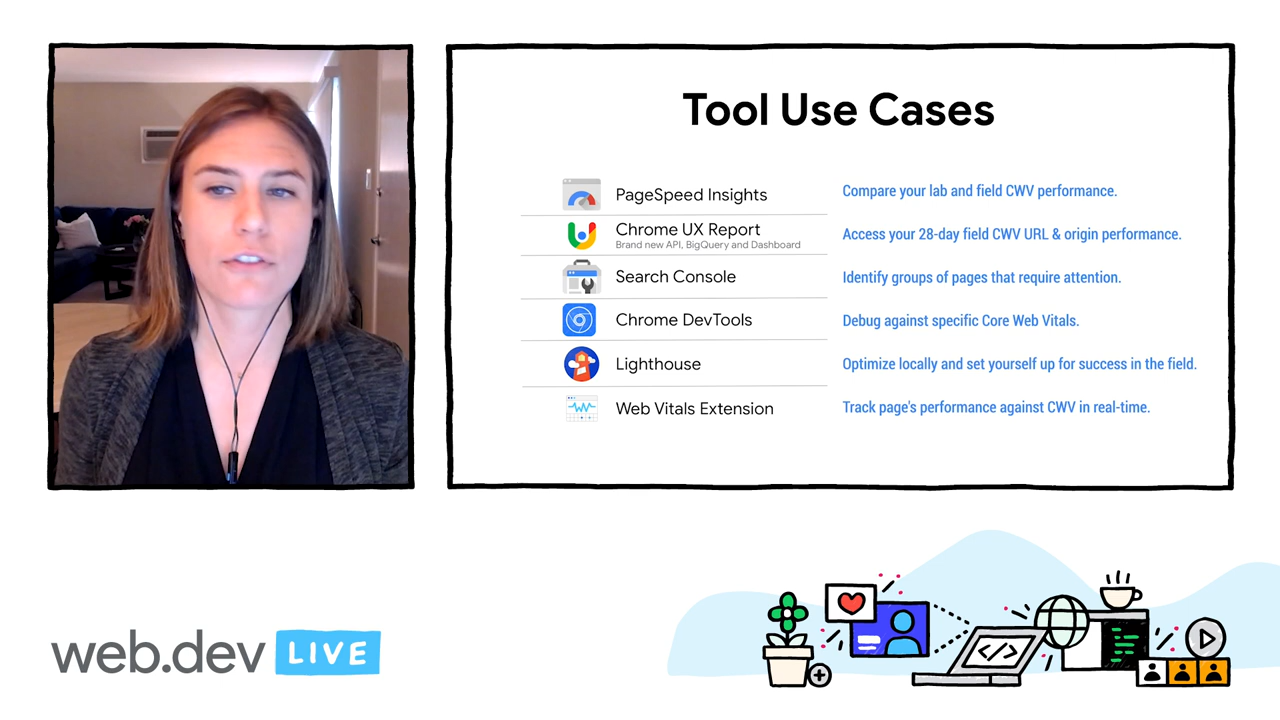 Tool Use Cases
PageSpeed Insights
Compare your lab and field CWV performance.
Chrome UX Report
Brand new API, BigQuery and Dashboard
Access your 28-day field CWV URL & origin performance.
Search Console
Identify groups of pages that require attention.
Chrome DevTools
Debug against specific Core Web Vitals.
Lighthouse
Optimize locally and set yourself up for success in the field.
Web Vitals Extension
Track page's performance against CWV in real-time.
</>
web.dev LIVE